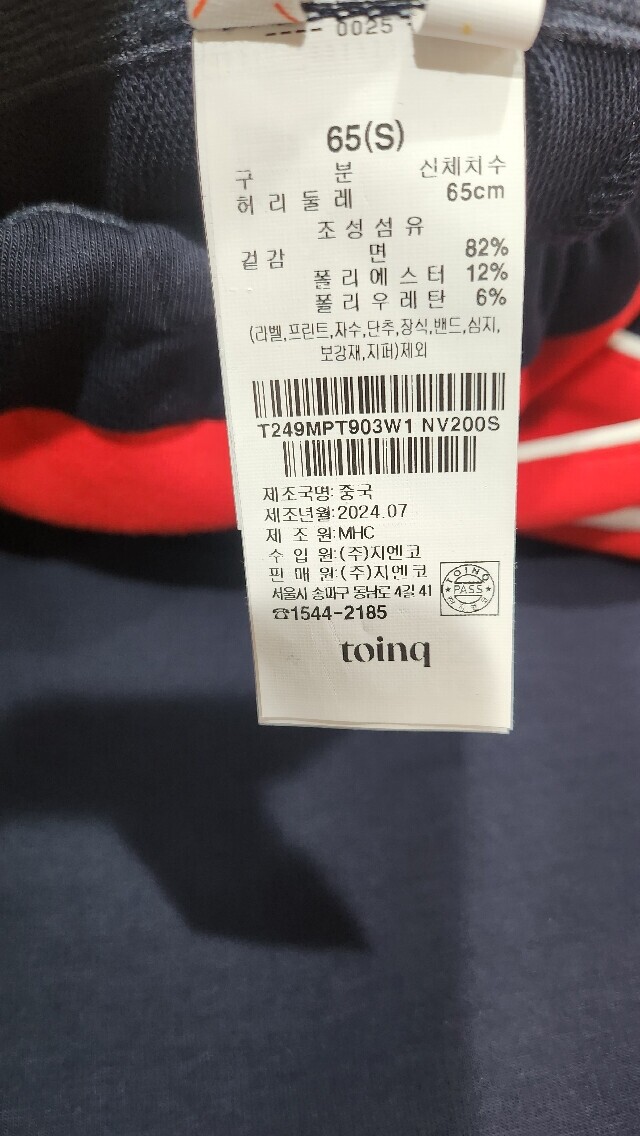 0025
65(S)
구 분 신체치수
허리둘레 65cm
조성섬유
겉감 면 82%
폴리에스터 12%
폴리우레탄 6%
(라벨,프린트,자수,단추,장식,밴드,심지,
보강재,지퍼)제외
T249MPT903W1 NV200S
제조국명:중국
제조년월:2024.07
제 조 원:MHC
수 입 원:(주)지엔코
판 매 원:(주)지엔코
서울시 송파구 동남로 4길 41
☎1544-2185
TOINQ
PASS
toinq